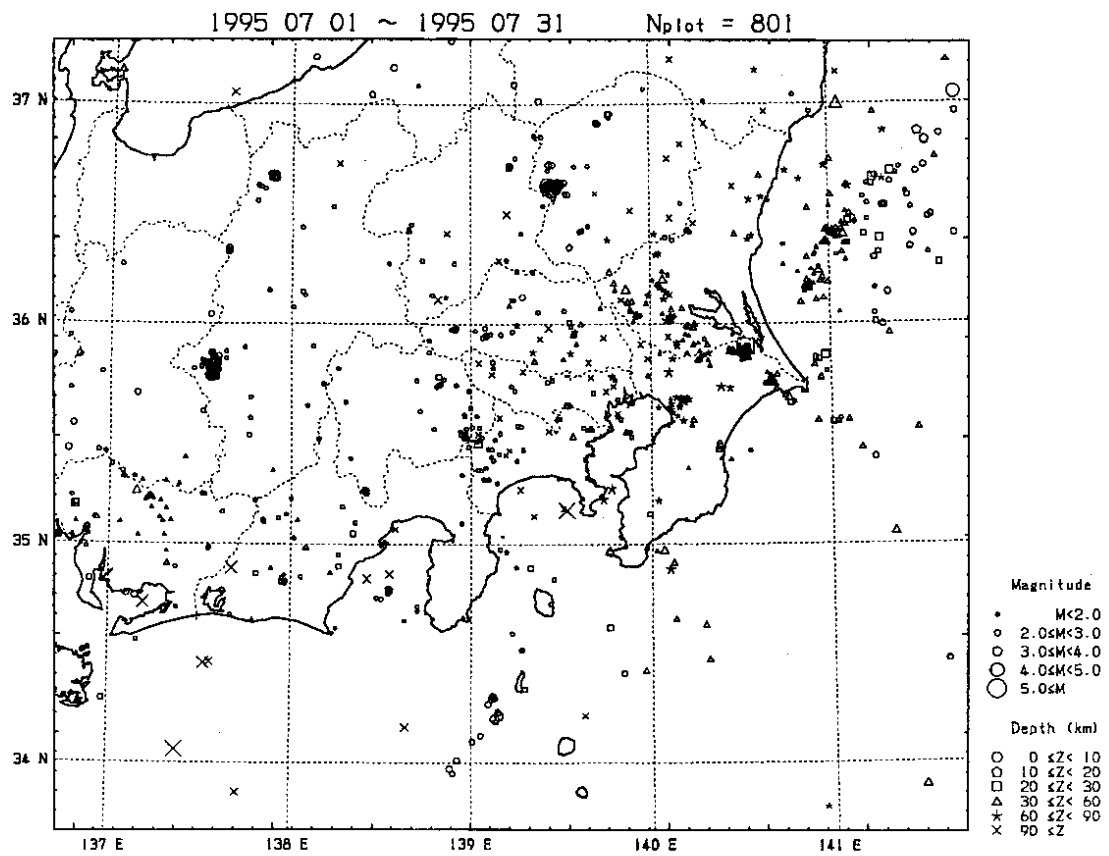 1995 07 01 ~ 1995 07 31 Nplot = 801
37 N
36 N
35 N
34 N
137 E
138 E
139 E
140 E
141 E
Magnitude
M<2.0
2.0≤M<3.0
3.0≤M<4.0
4.0≤M<5.0
5.0≤M
Depth (km)
0 ≤Z< 10
10 ≤Z< 20
20 ≤Z< 30
30 ≤Z< 60
60 ≤Z< 90
90 ≤Z